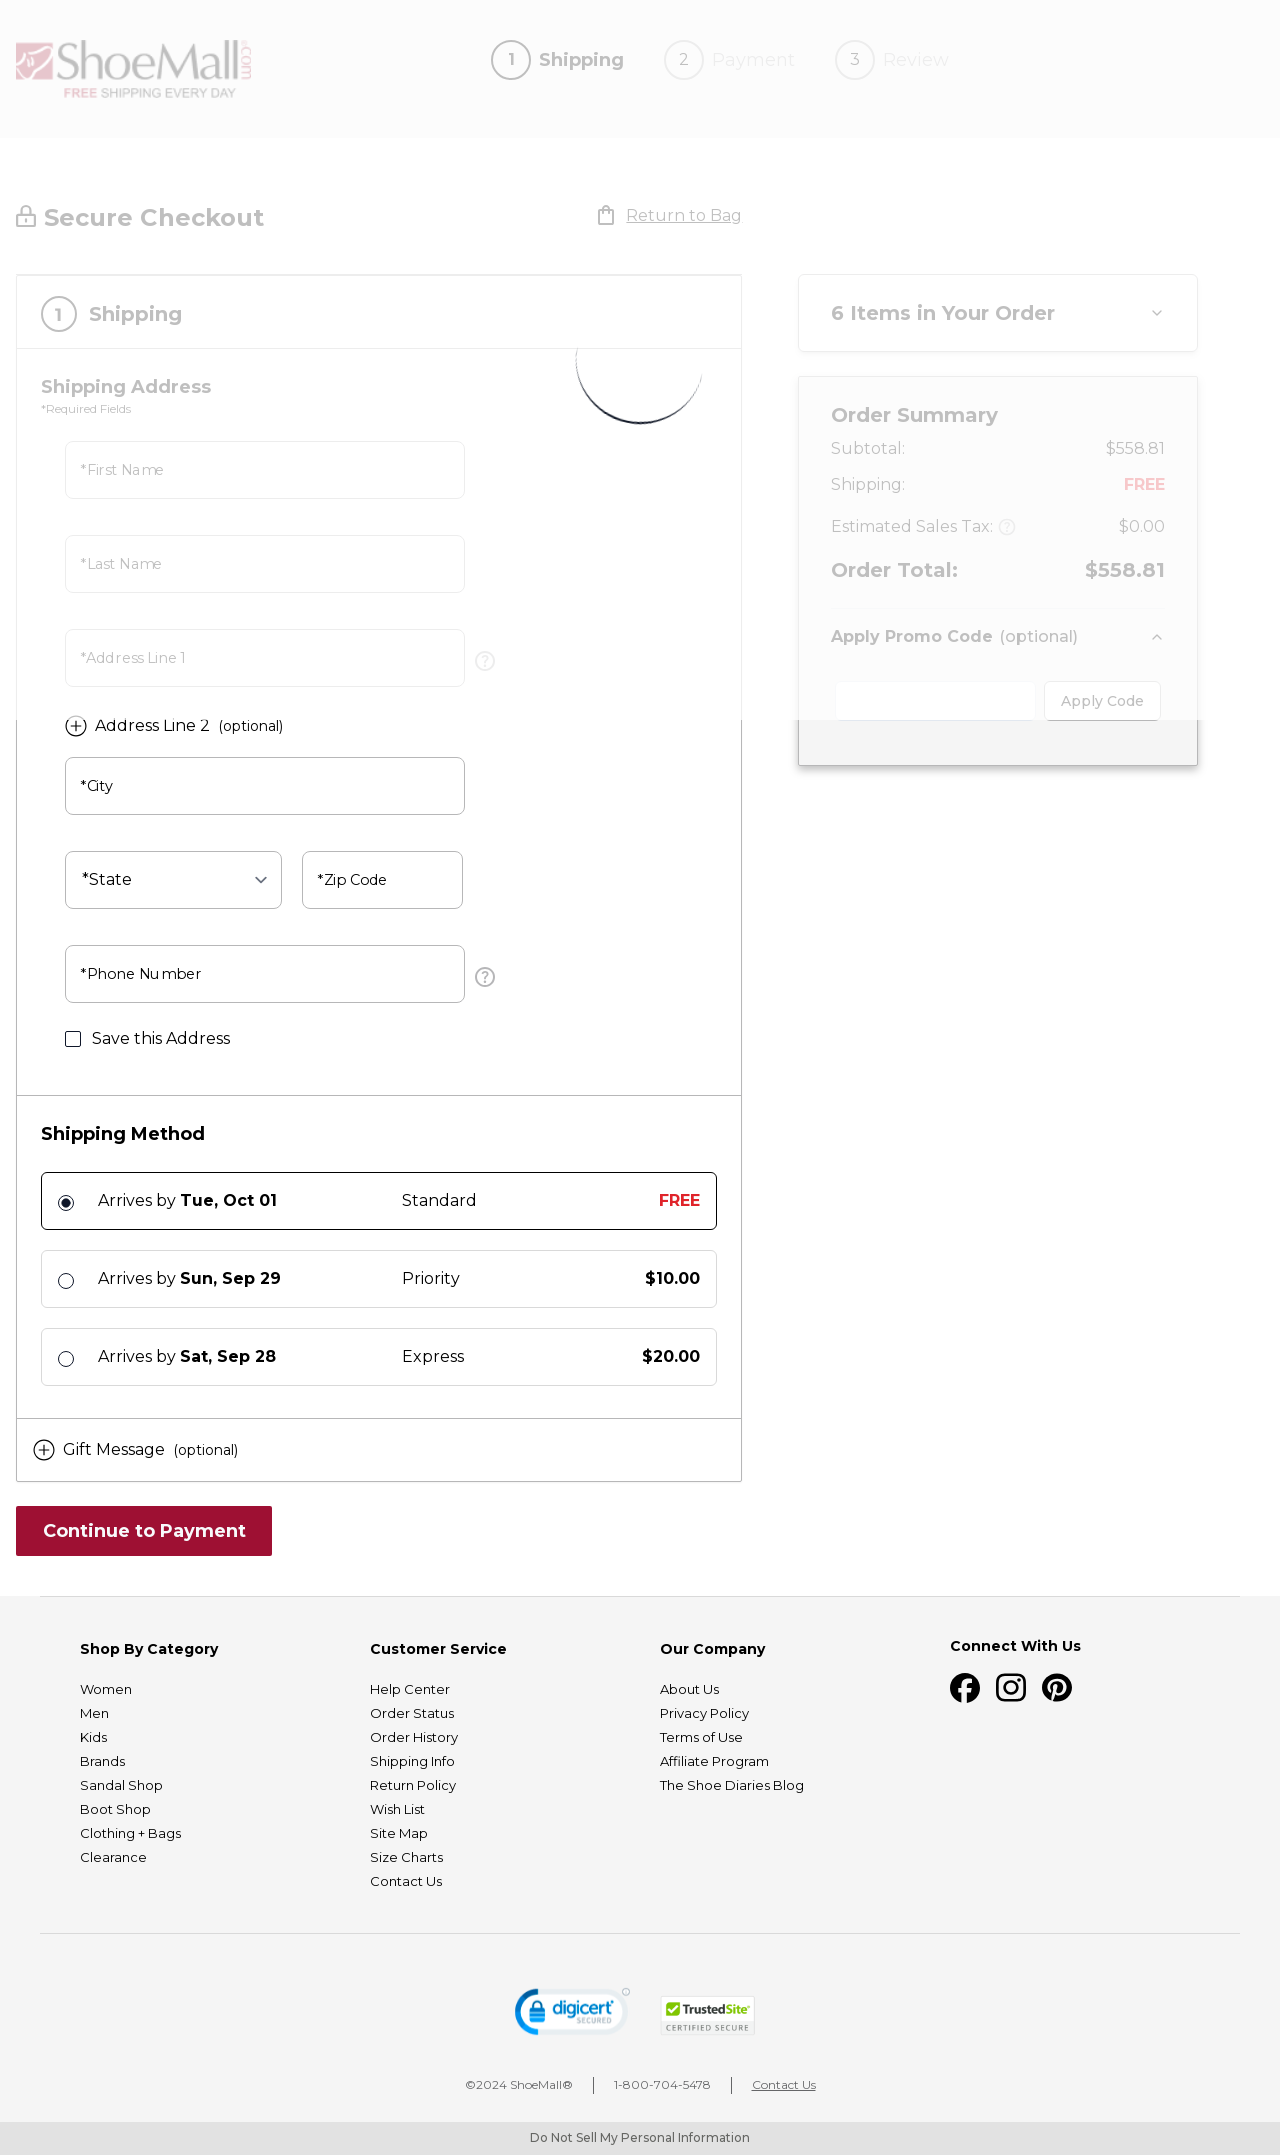 ShoeMall.com
FREE SHIPPING EVERY DAY
1 Shipping 2 Payment 3 Review
Secure Checkout
Return to Bag
1 Shipping
Shipping Address
*Required Fields
*First Name
*Last Name
*Address Line 1
?
Address Line 2 (optional)
*City
*State
*Zip Code
*Phone Number
?
Save this Address
Shipping Method
Arrives by Tue, Oct 01 Standard FREE
Arrives by Sun, Sep 29 Priority $10.00
Arrives by Sat, Sep 28 Express $20.00
Gift Message (optional)
Continue to Payment
6 Items in Your Order
Order Summary
Subtotal: $558.81
Shipping: FREE
Estimated Sales Tax: ? $0.00
Order Total: $558.81
Apply Promo Code (optional)
Apply Code
Shop By Category
Women
Men
Kids
Brands
Sandal Shop
Boot Shop
Clothing + Bags
Clearance
Customer Service
Help Center
Order Status
Order History
Shipping Info
Return Policy
Wish List
Site Map
Size Charts
Contact Us
Our Company
About Us
Privacy Policy
Terms of Use
Affiliate Program
The Shoe Diaries Blog
Connect With Us
digicert
SECURED
TrustedSite
CERTIFIED SECURE
©2024 ShoeMall® 1-800-704-5478 Contact Us
Do Not Sell My Personal Information